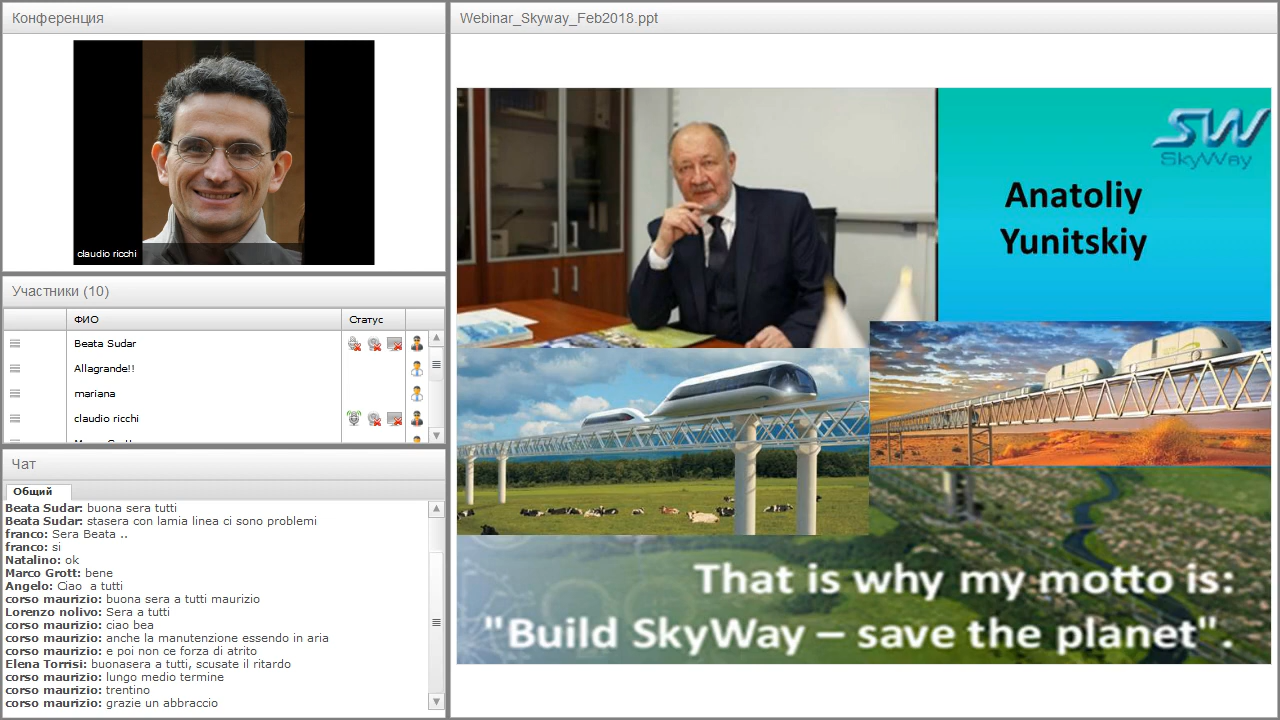 Конференция
claudio ricchi
Участники (10)
ФИО
Статус
Beata Sudar
Allagrande!!
mariana
claudio ricchi
Чат
Общий
Beata Sudar: buona sera tutti
Beata Sudar: stasera con lamia linea ci sono problemi
franco: Sera Beata ..
franco: si
Natalino: ok
Marco Grott: bene
Angelo: Ciao  a tutti
corso maurizio: buona sera a tutti maurizio
Lorenzo nolivo: Sera a tutti
corso maurizio: ciao bea
corso maurizio: anche la manutenzione essendo in aria
corso maurizio: e poi non ce forza di atrito
Elena Torrisi: buonasera a tutti, scusate il ritardo
corso maurizio: lungo medio termine
corso maurizio: trentino
corso maurizio: grazie un abbraccio
Webinar_Skyway_Feb2018.ppt
SW
SkyWay
Anatoliy
Yunitskiy
That is why my motto is:
"Build SkyWay – save the planet".